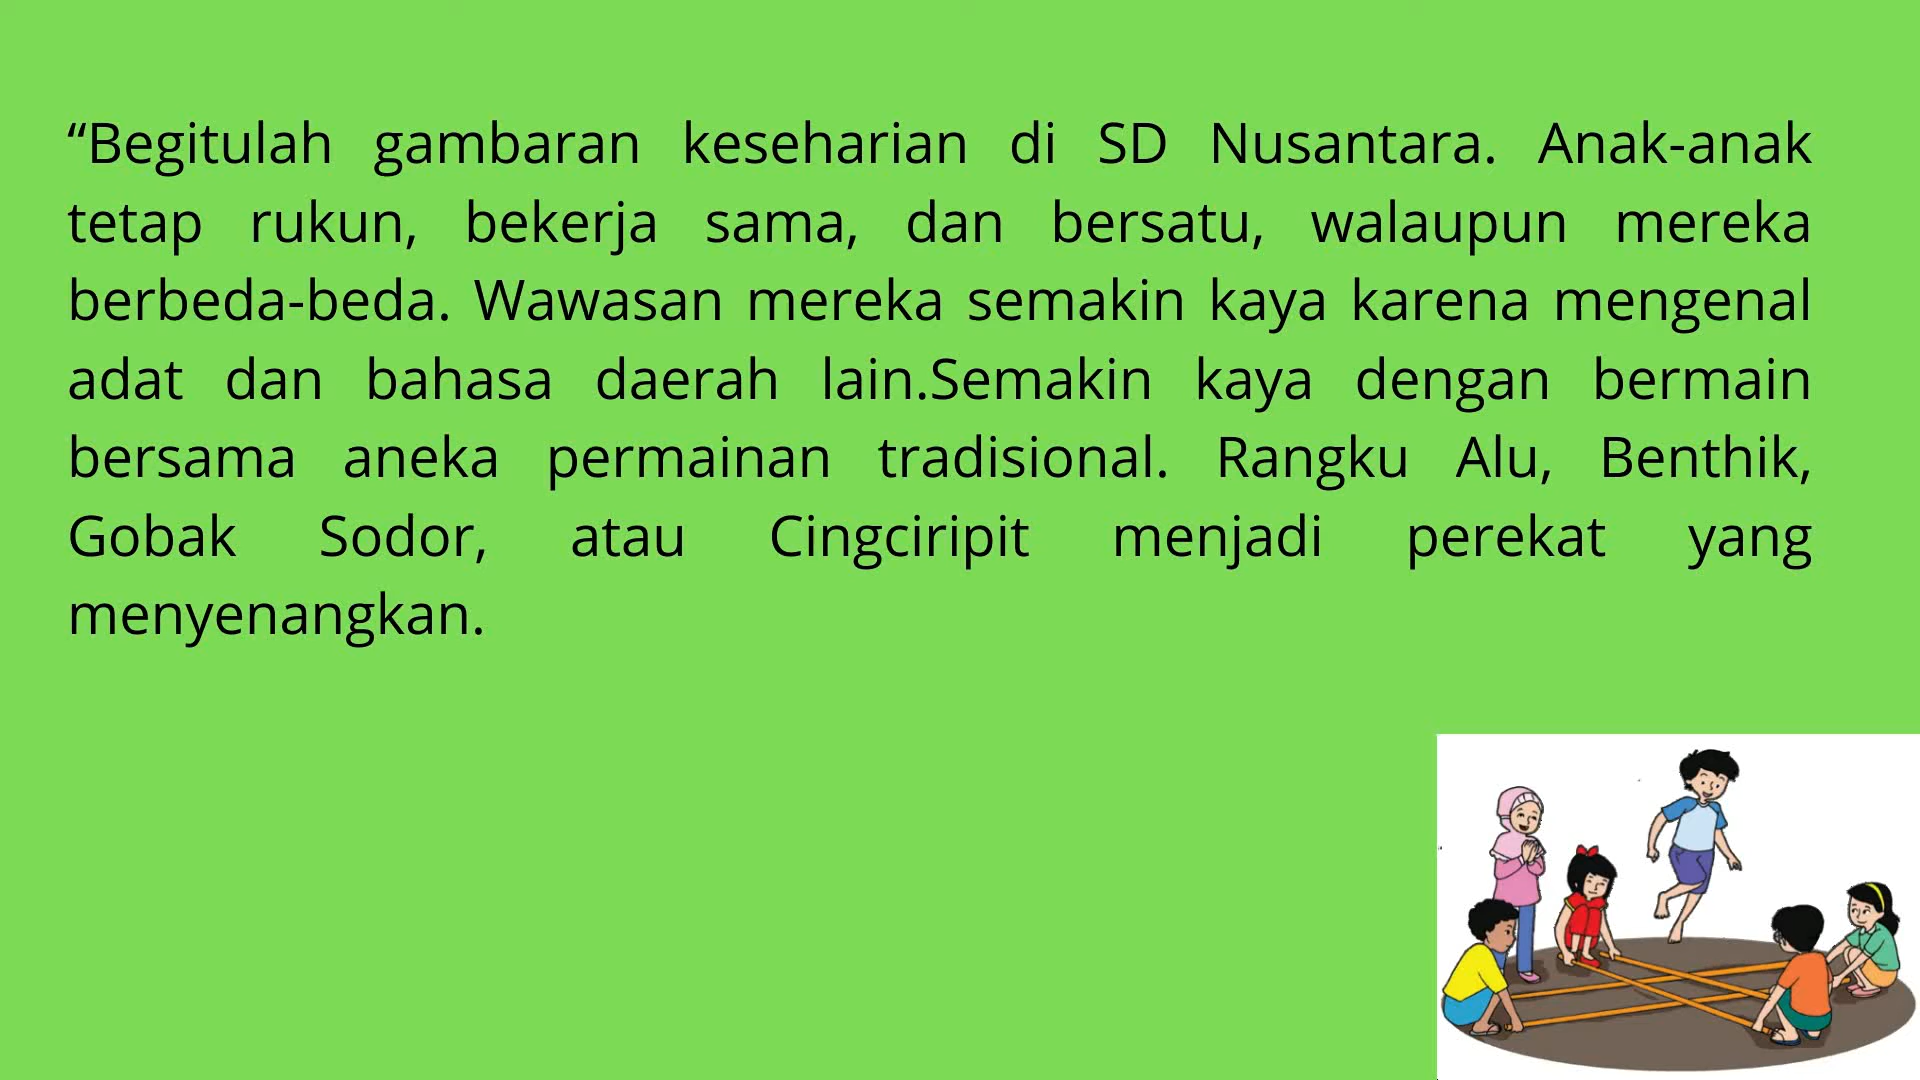 “Begitulah gambaran keseharian di SD Nusantara. Anak-anak
tetap rukun, bekerja sama, dan bersatu, walaupun mereka
berbeda-beda. Wawasan mereka semakin kaya karena mengenal
adat dan bahasa daerah lain.Semakin kaya dengan bermain
bersama aneka permainan tradisional. Rangku Alu, Benthik,
Gobak Sodor, atau Cingciripit menjadi perekat yang
menyenangkan.